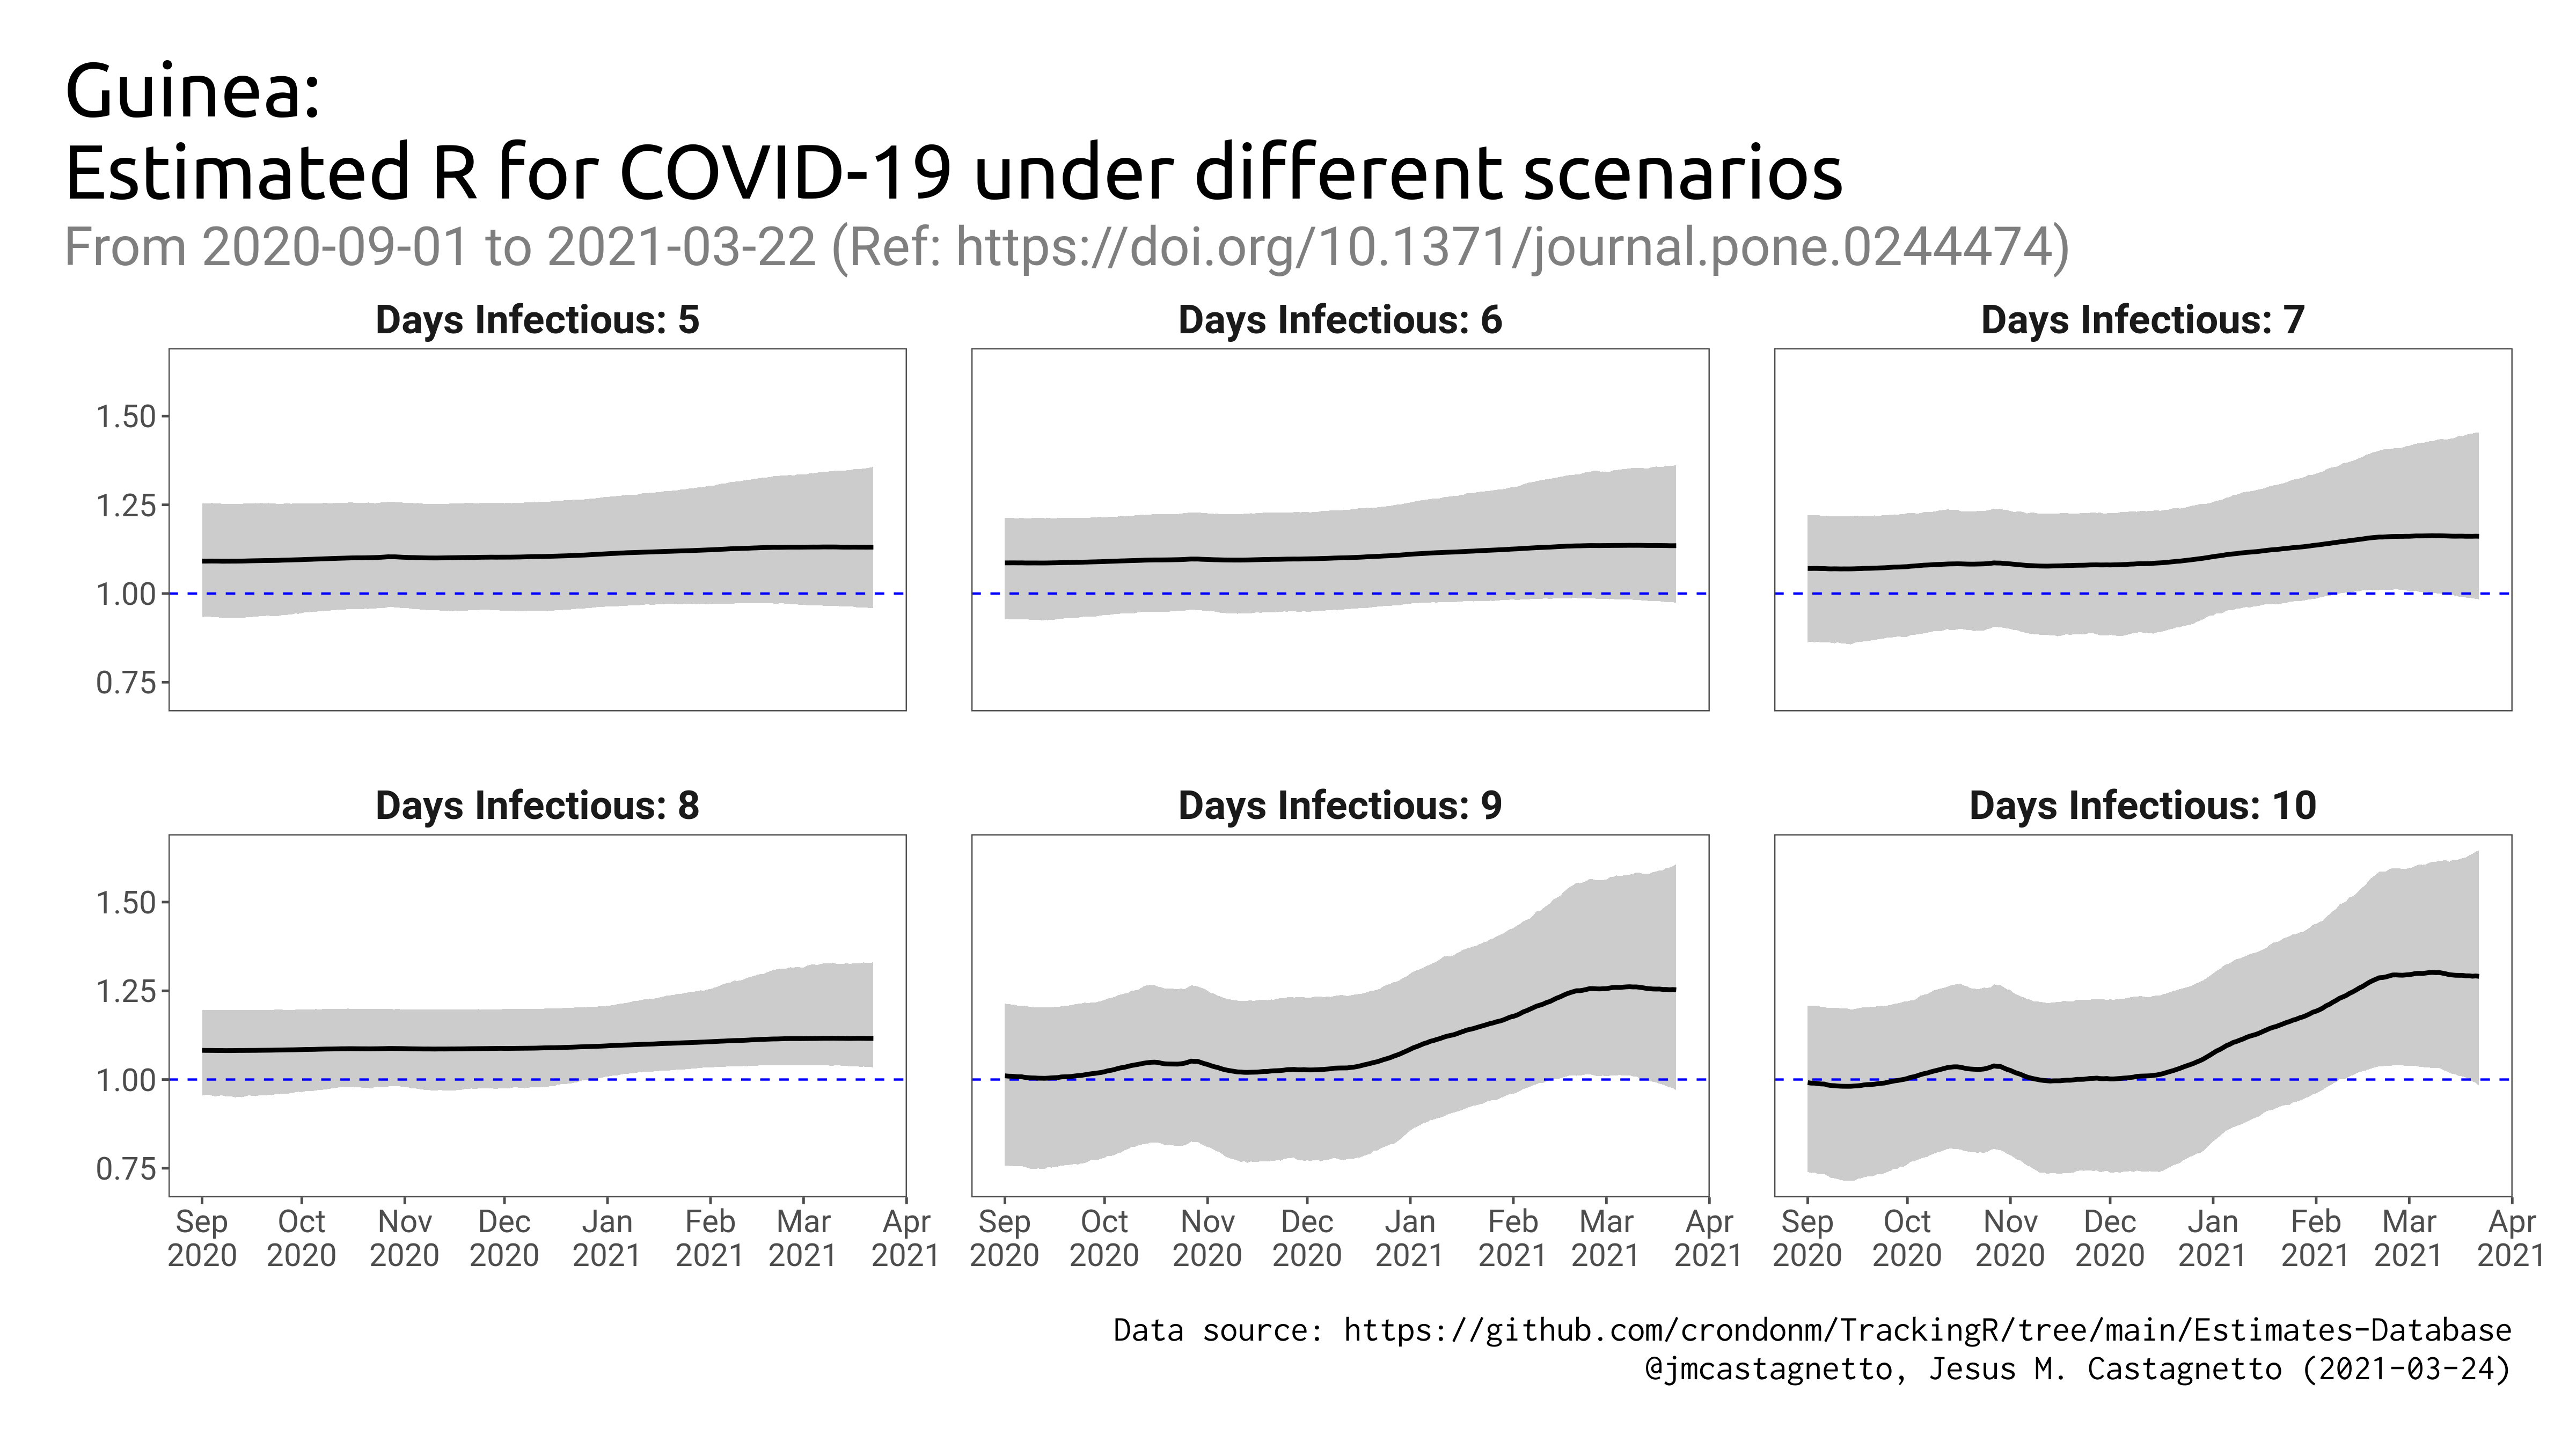 Guinea:
Estimated R for COVID-19 under different scenarios
From 2020-09-01 to 2021-03-22 (Ref: https://doi.org/10.1371/journal.pone.0244474)
Days Infectious: 5
Days Infectious: 6
Days Infectious: 7
1.50
1.25
1.00
0.75
Days Infectious: 8
Days Infectious: 9
Days Infectious: 10
1.50
1.25
1.00
0.75
Sep Oct Nov Dec Jan Feb Mar Apr
2020 2020 2020 2020 2021 2021 2021 2021
Sep Oct Nov Dec Jan Feb Mar Apr
2020 2020 2020 2020 2021 2021 2021 2021
Sep Oct Nov Dec Jan Feb Mar Apr
2020 2020 2020 2020 2021 2021 2021 2021
Data source: https://github.com/crondonm/TrackingR/tree/main/Estimates-Database
@jmcastagnetto, Jesus M. Castagnetto (2021-03-24)